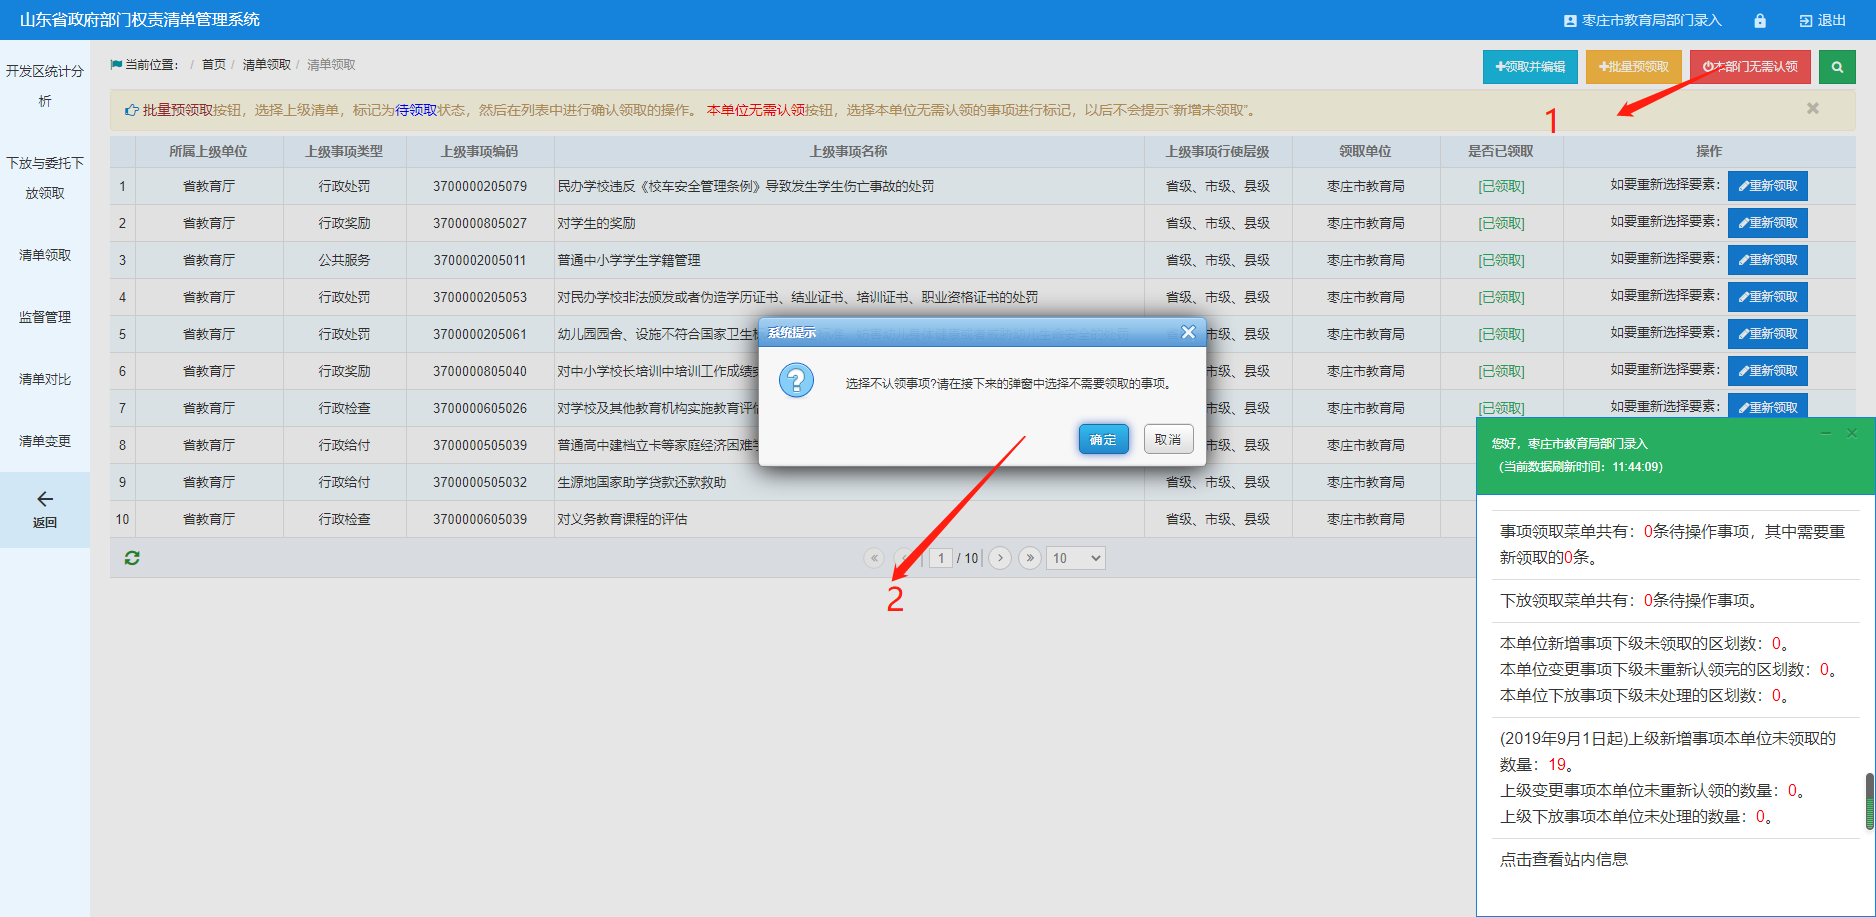 山东省政府部门权责清单管理系统
枣庄市教育局部门录入
退出
开发区统计分析
下放与委托下放领取
清单领取
监督管理
清单对比
清单变更
返回
当前位置： / 首页 / 清单领取 / 清单领取
领取并编辑
批量预领取
本部门无需认领
批量预领取按钮，选择上级清单，标记为待领取状态，然后在列表中进行确认领取的操作。 本单位无需认领按钮，选择本单位无需认领的事项进行标记，以后不会提示“新增未领取”。
1
所属上级单位 上级事项类型 上级事项编码 上级事项名称 上级事项行使层级 领取单位 是否已领取 操作
1 省教育厅 行政处罚 3700000205079 民办学校违反《校车安全管理条例》导致发生学生伤亡事故的处罚 省级、市级、县级 枣庄市教育局 [已领取] 如要重新选择要素： 重新领取
2 省教育厅 行政奖励 3700000805027 对学生的奖励 省级、市级、县级 枣庄市教育局 [已领取] 如要重新选择要素： 重新领取
3 省教育厅 公共服务 3700002005011 普通中小学学生学籍管理 省级、市级、县级 枣庄市教育局 [已领取] 如要重新选择要素： 重新领取
4 省教育厅 行政处罚 3700000205053 对民办学校非法颁发或者伪造学历证书、结业证书、培训证书、职业资格证书的处罚 省级、市级、县级 枣庄市教育局 [已领取] 如要重新选择要素： 重新领取
5 省教育厅 行政处罚 3700000205061 幼儿园园舍、设施不符合国家卫生 市级、县级 枣庄市教育局 [已领取] 如要重新选择要素： 重新领取
6 省教育厅 行政奖励 3700000805040 对中小学校长培训中培训工作成绩 市级、县级 枣庄市教育局 [已领取] 如要重新选择要素： 重新领取
7 省教育厅 行政检查 3700000605026 对学校及其他教育机构实施教育评 市级、县级 枣庄市教育局 [已领取] 如要重新选择要素： 重新领取
8 省教育厅 行政给付 3700000505039 普通高中建档立卡等家庭经济困难 市级、县级 枣庄市教育局
9 省教育厅 行政给付 3700000505032 生源地国家助学贷款还款救助 省级、市级、县级 枣庄市教育局
10 省教育厅 行政检查 3700000605039 对义务教育课程的评估 省级、市级、县级 枣庄市教育局
1 / 10 10
系统提示
选择不认领事项?请在接下来的弹窗中选择不需要领取的事项。
确定 取消
2
您好，枣庄市教育局部门录入
（当前数据刷新时间：11:44:09）
事项领取菜单共有：0条待操作事项，其中需要重
新领取的0条。
下放领取菜单共有：0条待操作事项。
本单位新增事项下级未领取的区划数：0。
本单位变更事项下级未重新认领完的区划数：0。
本单位下放事项下级未处理的区划数：0。
(2019年9月1日起)上级新增事项本单位未领取的
数量：19。
上级变更事项本单位未重新认领的数量：0。
上级下放事项本单位未处理的数量：0。
点击查看站内信息